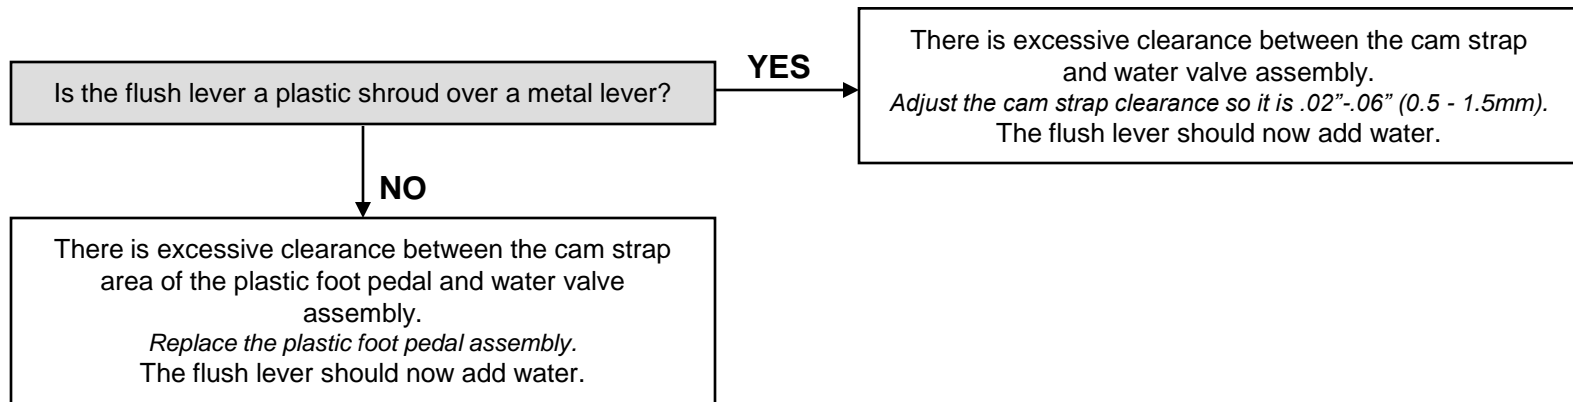 Is the flush lever a plastic shroud over a metal lever?
YES
There is excessive clearance between the cam strap
and water valve assembly.
Adjust the cam strap clearance so it is .02”-.06” (0.5 - 1.5mm).
The flush lever should now add water.
NO
There is excessive clearance between the cam strap
area of the plastic foot pedal and water valve
assembly.
Replace the plastic foot pedal assembly.
The flush lever should now add water.